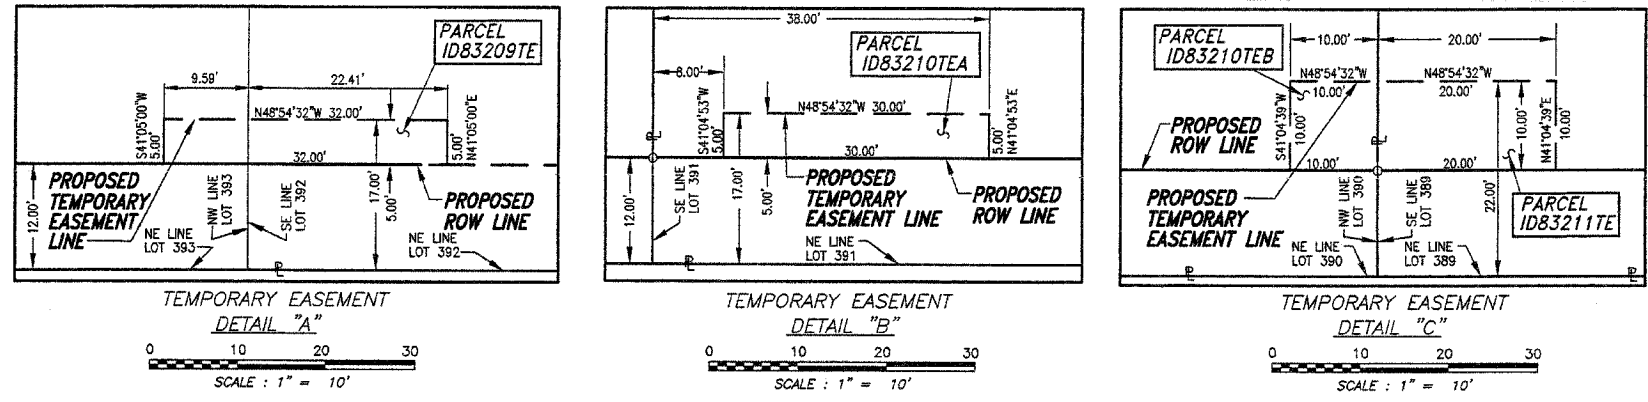 PARCEL
ID83209TE
9.59'
22.41'
N48°54'32"W 32.00'
S41°05'00"W
5.00'
5.00'
N41°05'00"E
32.00'
12.00'
PROPOSED
TEMPORARY
EASEMENT
LINE
NW LINE
LOT 393
SE LINE
LOT 392
17.00'
5.00'
PROPOSED
ROW LINE
NE LINE
LOT 393
NE LINE
LOT 392
PL
TEMPORARY EASEMENT
DETAIL "A"
0 10 20 30
SCALE : 1" = 10'
38.00'
PARCEL
ID83210TEA
8.00'
S41°04'53"W
5.00'
N48°54'32"W 30.00'
5.00'
N41°04'53"E
PL
30.00'
12.00'
SE LINE
LOT 391
17.00'
5.00'
PROPOSED
TEMPORARY
EASEMENT LINE
PROPOSED
ROW LINE
NE LINE
LOT 391
PL
TEMPORARY EASEMENT
DETAIL "B"
0 10 20 30
SCALE : 1" = 10'
PARCEL
ID83210TEB
10.00'
20.00'
N48°54'32"W
10.00'
N48°54'32"W
20.00'
S41°04'39"W
10.00'
10.00'
N41°04'39"E
10.00'
PROPOSED
ROW LINE
PL
10.00'
20.00'
PROPOSED
TEMPORARY
EASEMENT LINE
NW LINE
LOT 390
SE LINE
LOT 389
22.00'
PARCEL
ID83211TE
NE LINE
LOT 390
NE LINE
LOT 389
PL
PL
TEMPORARY EASEMENT
DETAIL "C"
0 10 20 30
SCALE : 1" = 10'